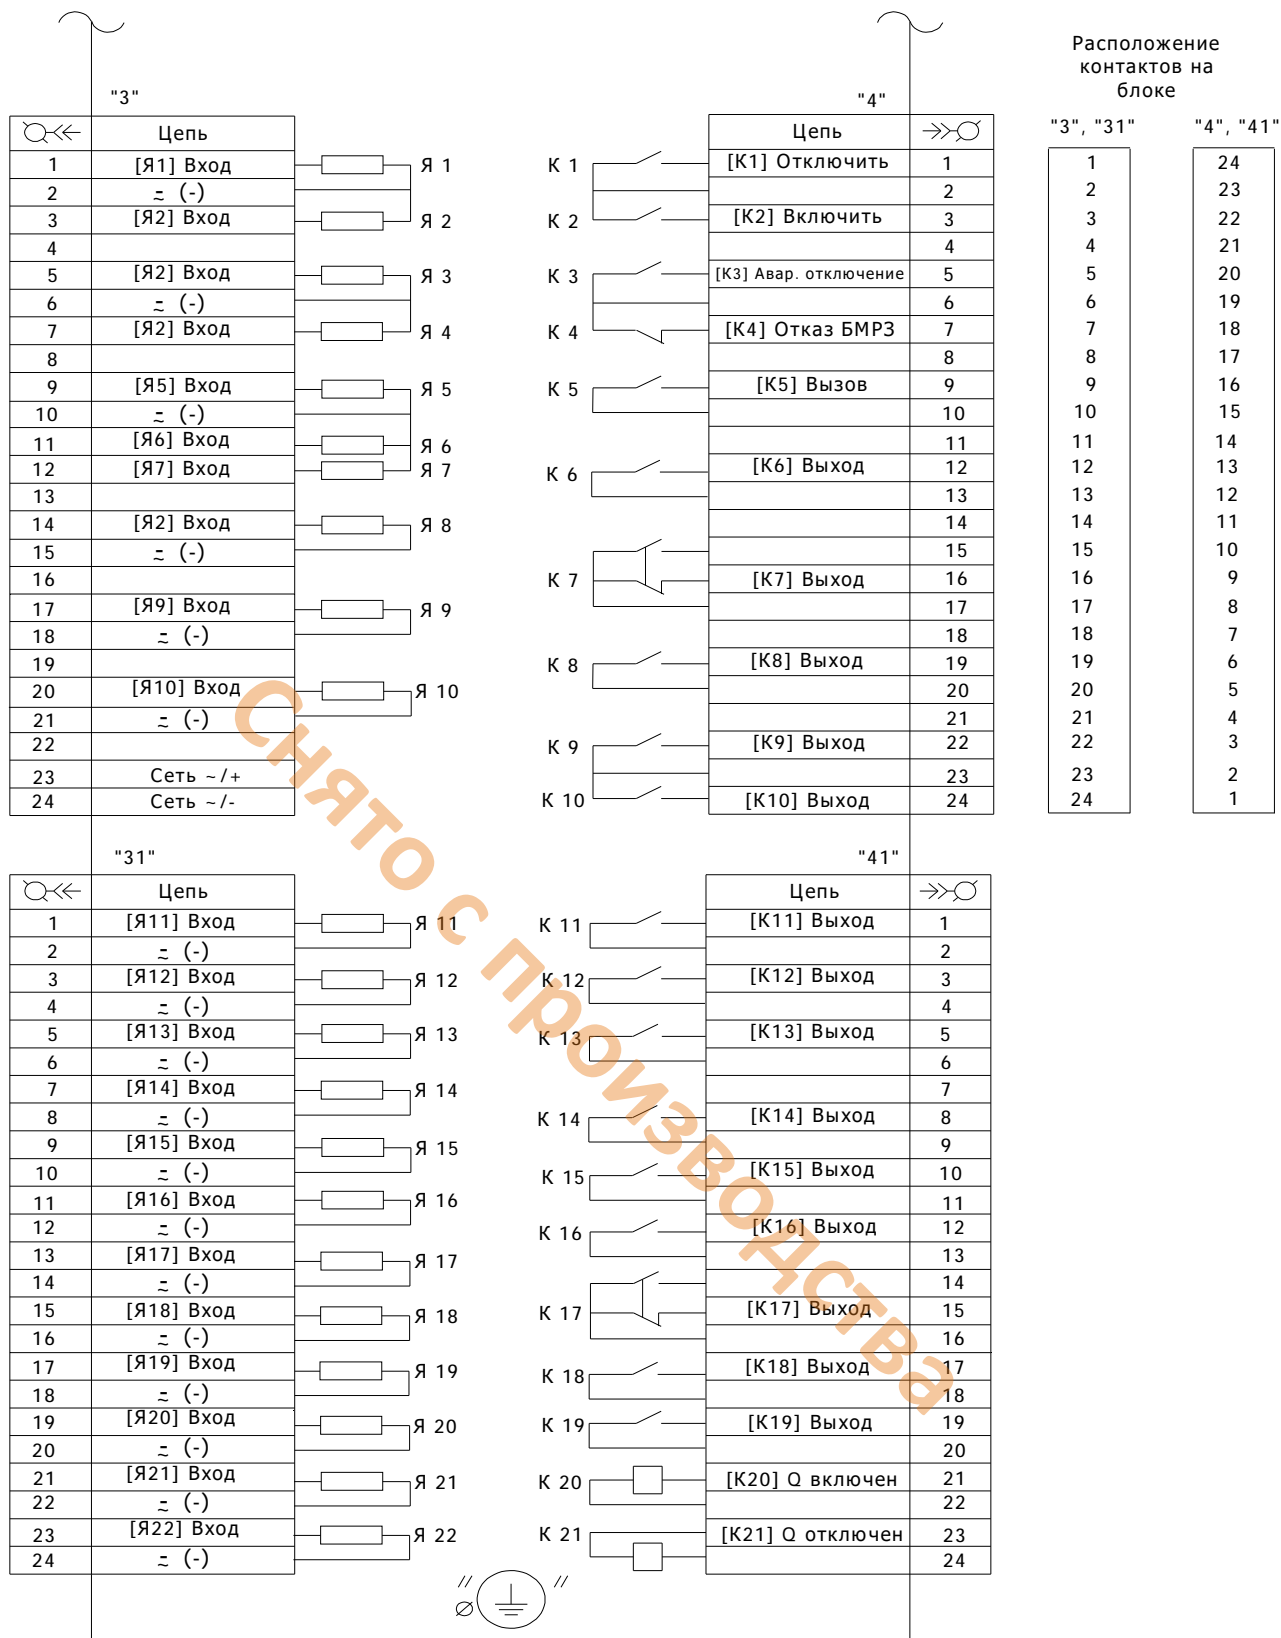 Расположение
контактов на
блоке
"3", "31" "4", "41"
1 24
2 23
3 22
4 21
5 20
6 19
7 18
8 17
9 16
10 15
11 14
12 13
13 12
14 11
15 10
16 9
17 8
18 7
19 6
20 5
21 4
22 3
23 2
24 1
"3"
Цепь
1 [Я1] Вход Я 1
2 ~ (-)
3 [Я2] Вход Я 2
4
5 [Я2] Вход Я 3
6 ~ (-)
7 [Я2] Вход Я 4
8
9 [Я5] Вход Я 5
10 ~ (-)
11 [Я6] Вход Я 6
12 [Я7] Вход Я 7
13
14 [Я2] Вход Я 8
15 ~ (-)
16
17 [Я9] Вход Я 9
18 ~ (-)
19
20 [Я10] Вход Я 10
21 ~ (-)
22
23 Сеть ~/+
24 Сеть ~/-
"4"
Цепь
К 1 [К1] Отключить 1
2
К 2 [К2] Включить 3
4
К 3 [К3] Авар. отключение 5
6
К 4 [К4] Отказ БМРЗ 7
8
К 5 [К5] Вызов 9
10
11
К 6 [К6] Выход 12
13
14
15
К 7 [К7] Выход 16
17
18
К 8 [К8] Выход 19
20
21
К 9 [К9] Выход 22
23
К 10 [К10] Выход 24
"31"
Цепь
1 [Я11] Вход Я 11
2 ~ (-)
3 [Я12] Вход Я 12
4 ~ (-)
5 [Я13] Вход Я 13
6 ~ (-)
7 [Я14] Вход Я 14
8 ~ (-)
9 [Я15] Вход Я 15
10 ~ (-)
11 [Я16] Вход Я 16
12 ~ (-)
13 [Я17] Вход Я 17
14 ~ (-)
15 [Я18] Вход Я 18
16 ~ (-)
17 [Я19] Вход Я 19
18 ~ (-)
19 [Я20] Вход Я 20
20 ~ (-)
21 [Я21] Вход Я 21
22 ~ (-)
23 [Я22] Вход Я 22
24 ~ (-)
"41"
Цепь
К 11 [К11] Выход 1
2
К 12 [К12] Выход 3
4
К 13 [К13] Выход 5
6
7
К 14 [К14] Выход 8
9
К 15 [К15] Выход 10
11
К 16 [К16] Выход 12
13
14
К 17 [К17] Выход 15
16
К 18 [К18] Выход 17
18
К 19 [К19] Выход 19
20
К 20 [К20] Q включен 21
22
К 21 [К21] Q отключен 23
24
Снято с производства